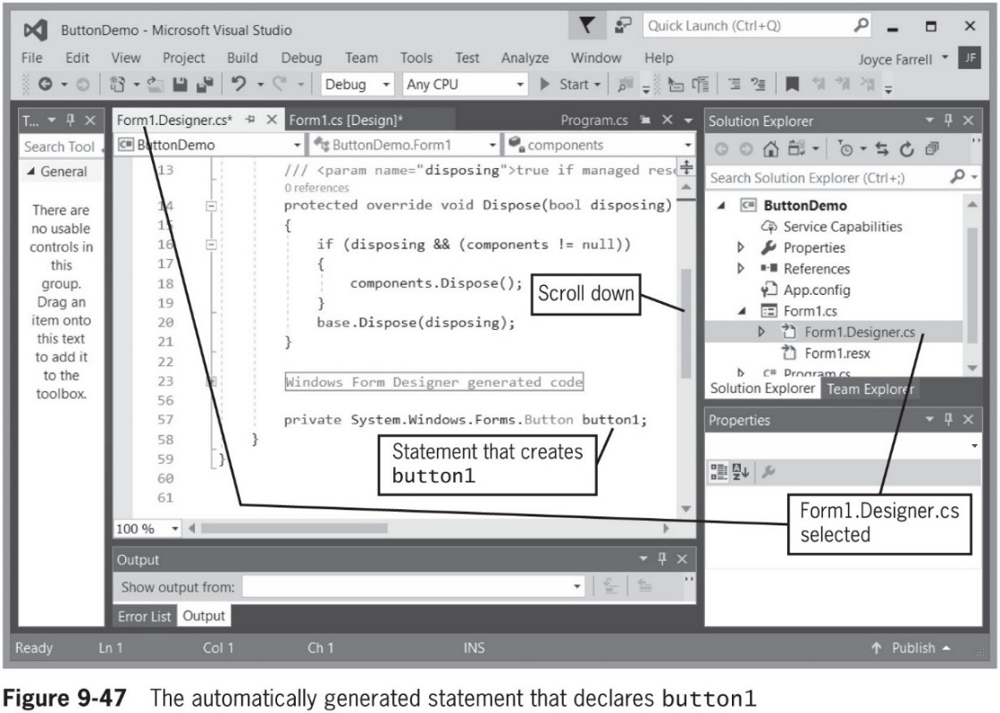 ButtonDemo - Microsoft Visual Studio
Quick Launch (Ctrl+Q)
File Edit View Project Build Debug Team Tools Test Analyze Window Help
Joyce Farrell JF
Debug Any CPU Start
T...
Search Tool
General
There are
no usable
controls in
this
group.
Drag an
item onto
this text
to add it
to the
toolbox.
Form1.Designer.cs* Form1.cs [Design]* Program.cs
C# ButtonDemo ButtonDemo.Form1 components
13 /// <param name="disposing">true if managed reso
0 references
14 protected override void Dispose(bool disposing)
15 {
16 if (disposing && (components != null))
17 {
18 components.Dispose();
19 }
20 base.Dispose(disposing);
21 }
22
23 Windows Form Designer generated code
56
57 private System.Windows.Forms.Button button1;
58 }
59 }
60
61
100 %
Scroll down
Statement that creates
button1
Output
Show output from:
Error List Output
Solution Explorer
Search Solution Explorer (Ctrl+;)
C# ButtonDemo
Service Capabilities
Properties
References
App.config
Form1.cs
Form1.Designer.cs
Form1.resx
C# Program.cs
Solution Explorer Team Explorer
Properties
Form1.Designer.cs
selected
Ready Ln 1 Col 1 Ch 1 INS Publish
Figure 9-47 The automatically generated statement that declares button1